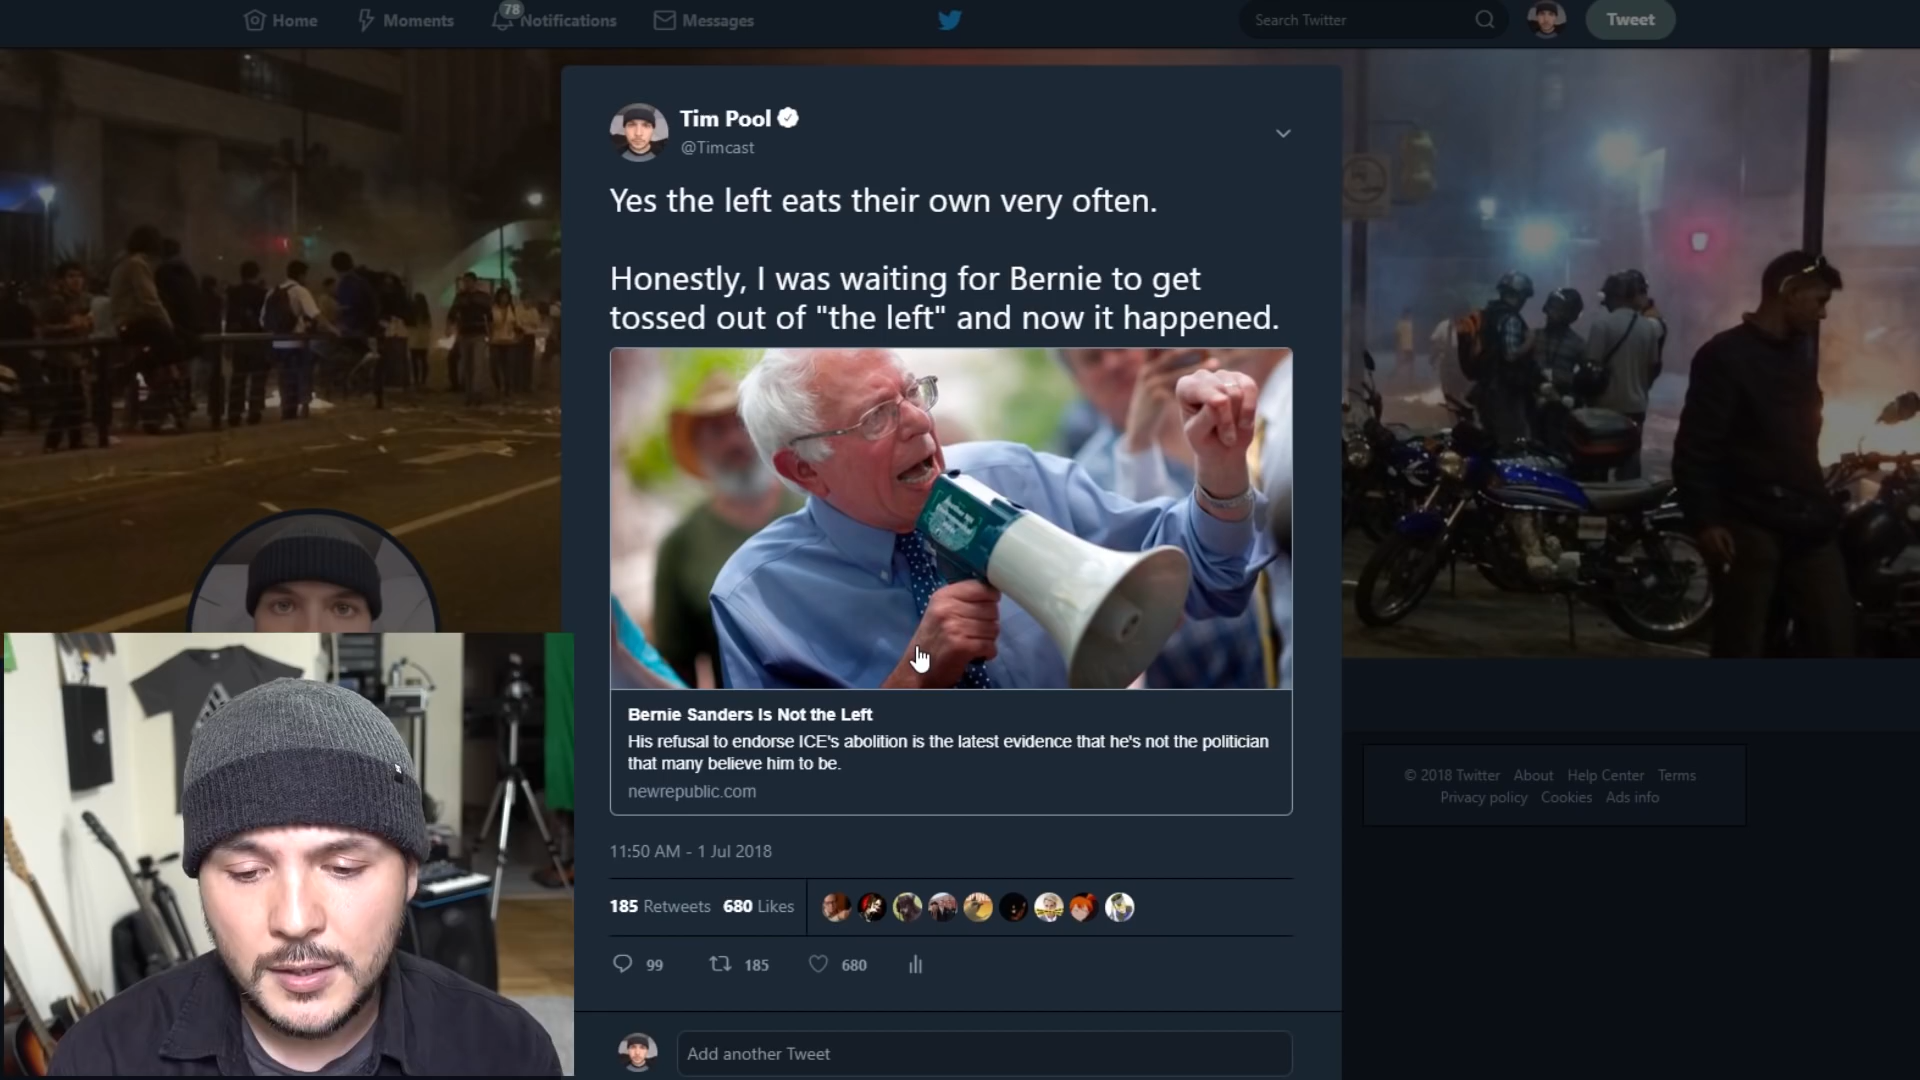 Home
Moments
78
Notifications
Messages
Search Twitter
Tweet
Tim Pool
@Timcast
Yes the left eats their own very often.
Honestly, I was waiting for Bernie to get
tossed out of "the left" and now it happened.
Bernie Sanders Is Not the Left
His refusal to endorse ICE's abolition is the latest evidence that he's not the politician
that many believe him to be.
newrepublic.com
11:50 AM - 1 Jul 2018
185 Retweets 680 Likes
99
185
680
Add another Tweet
© 2018 Twitter About Help Center Terms
Privacy policy Cookies Ads info